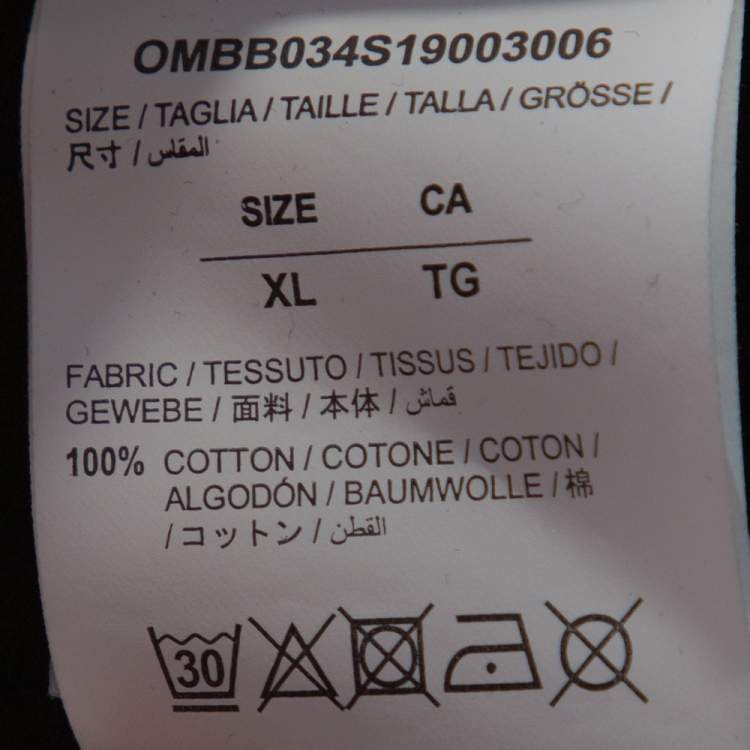 OMBB034S19003006
SIZE / TAGLIA / TAILLE / TALLA / GRÖSSE /
尺寸 / المقاس
SIZE CA
XL TG
FABRIC / TESSUTO / TISSUS / TEJIDO /
GEWEBE / 面料 / 本体 / قماش
100% COTTON / COTONE / COTON /
ALGODÓN / BAUMWOLLE / 棉
/ コットン / القطن
30